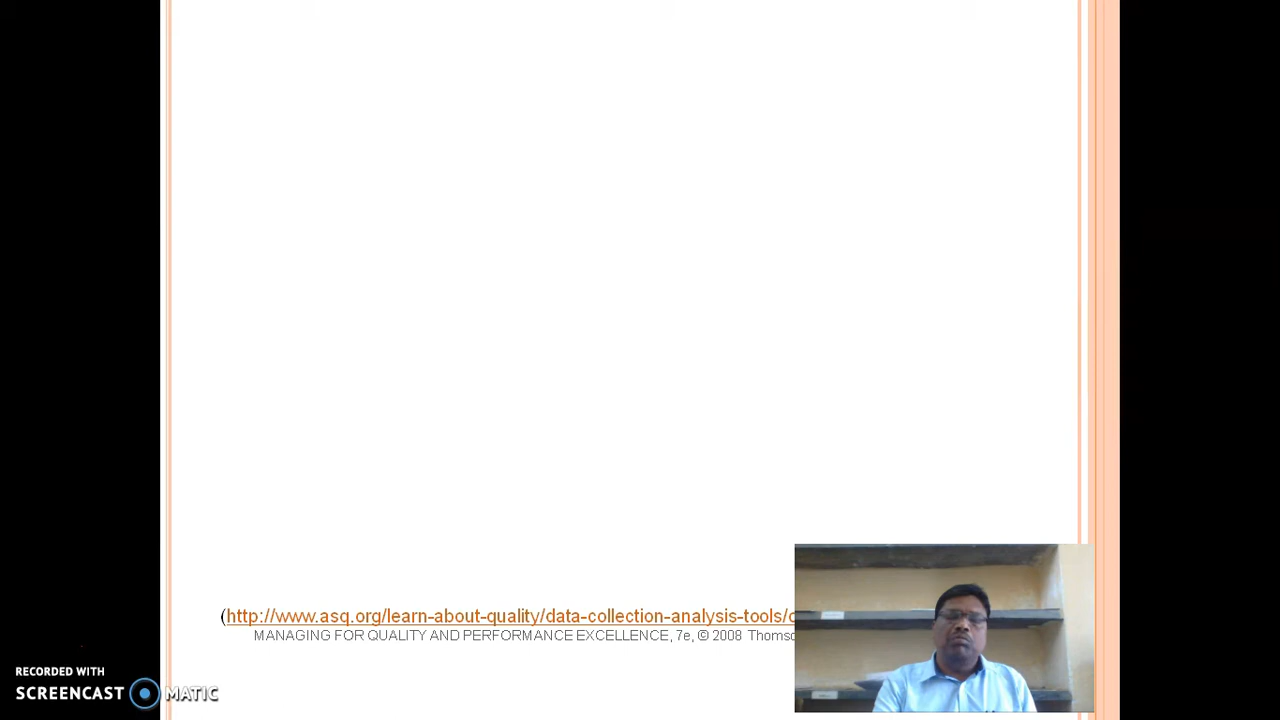 (http://www.asq.org/learn-about-quality/data-collection-analysis-tools/
MANAGING FOR QUALITY AND PERFORMANCE EXCELLENCE, 7e, © 2008
RECORDED WITH
SCREENCAST MATIC